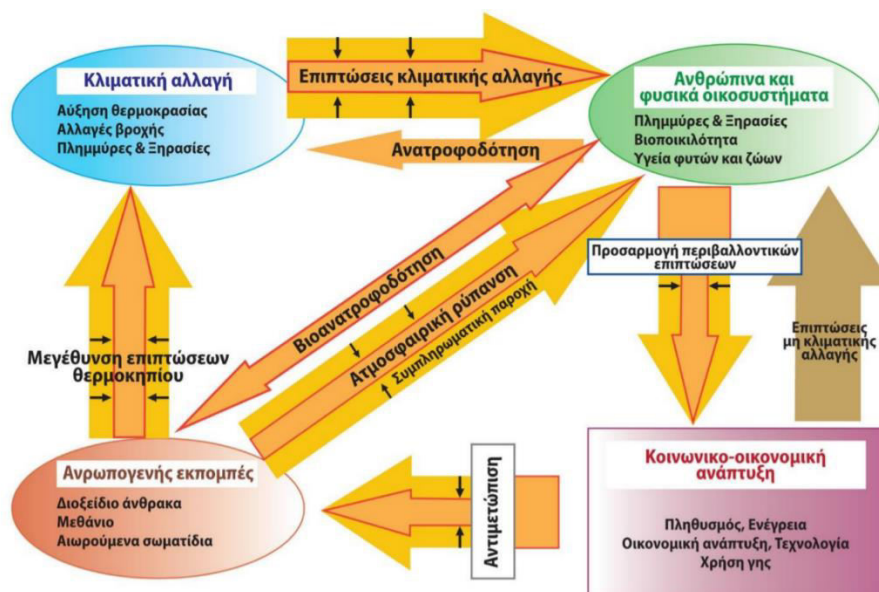 Κλιματική αλλαγή
Αύξηση θερμοκρασίας
Αλλαγές βροχής
Πλημμύρες & Ξηρασίες
Επιπτώσεις κλιματικής αλλαγής
Ανατροφοδότηση
Ανθρώπινα και
φυσικά οικοσυστήματα
Πλημμύρες & Ξηρασίες
Βιοποικιλότητα
Υγεία φυτών και ζώων
Προσαρμογή περιβαλλοντικών
επιπτώσεων
Επιπτώσεις
μη κλιματικής
αλλαγής
Βιοανατροφοδότηση
Ατμοσφαιρική ρύπανση
Συμπληρωματική παροχή
Μεγέθυνση επιπτώσεων
θερμοκηπίου
Ανρωπογενής εκπομπές
Διοξείδιο άνθρακα
Μεθάνιο
Αιωρούμενα σωματίδια
Αντιμετώπιση
Κοινωνικο-οικονομική
ανάπτυξη
Πληθυσμός, Ενέγρεια
Οικονομική ανάπτυξη, Τεχνολογία
Χρήση γης